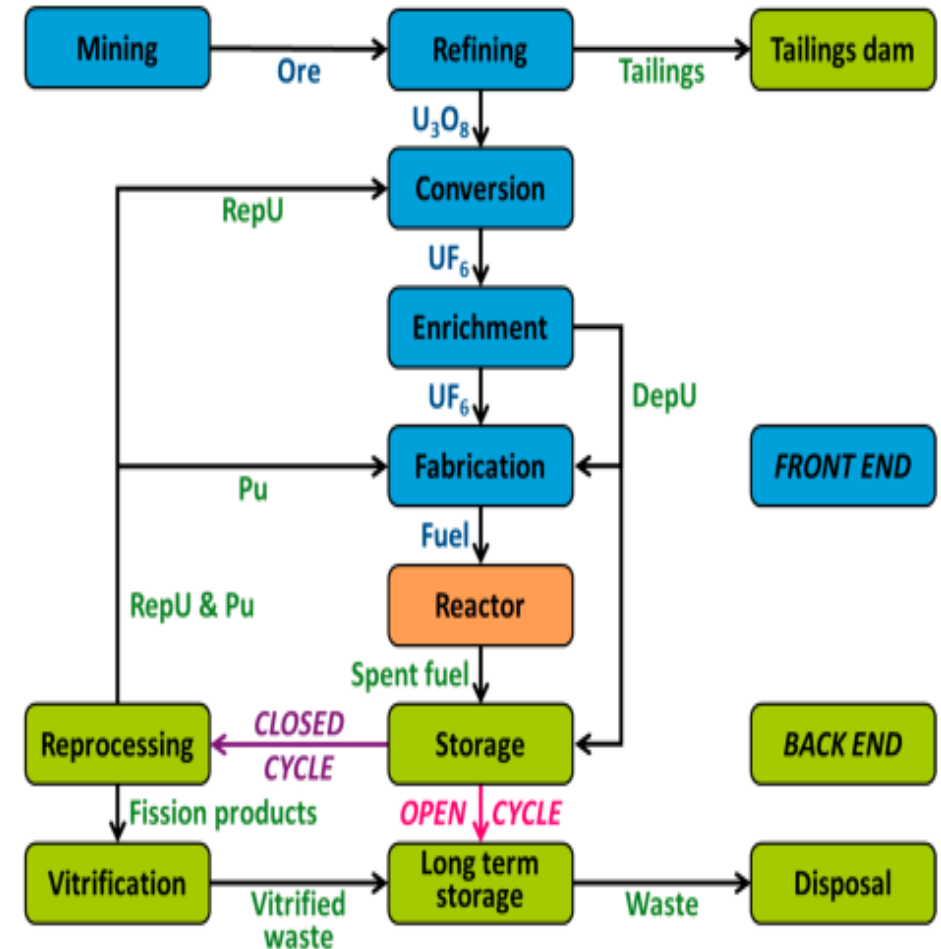 Mining
Ore
Refining
Tailings
Tailings dam
U₃O₈
RepU
Conversion
UF₆
Enrichment
UF₆
DepU
Pu
Fabrication
FRONT END
Fuel
RepU & Pu
Reactor
Spent fuel
Reprocessing
CLOSED
CYCLE
Storage
BACK END
Fission products
OPEN CYCLE
Vitrification
Vitrified
waste
Long term
storage
Waste
Disposal